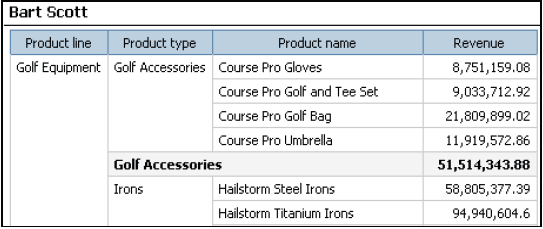 Bart Scott
Product line Product type Product name Revenue
Golf Equipment Golf Accessories Course Pro Gloves 8,751,159.08
Course Pro Golf and Tee Set 9,033,712.92
Course Pro Golf Bag 21,809,899.02
Course Pro Umbrella 11,919,572.86
Golf Accessories 51,514,343.88
Irons Hailstorm Steel Irons 58,805,377.39
Hailstorm Titanium Irons 94,940,604.6